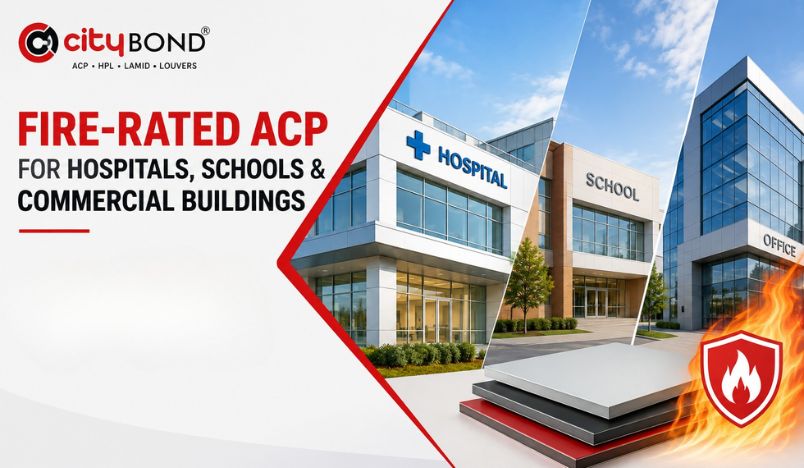 cityBOND®
ACP • HPL • LAMID • LOUVERS
FIRE-RATED ACP
FOR HOSPITALS, SCHOOLS &
COMMERCIAL BUILDINGS
HOSPITAL
SCHOOL
OFFICE